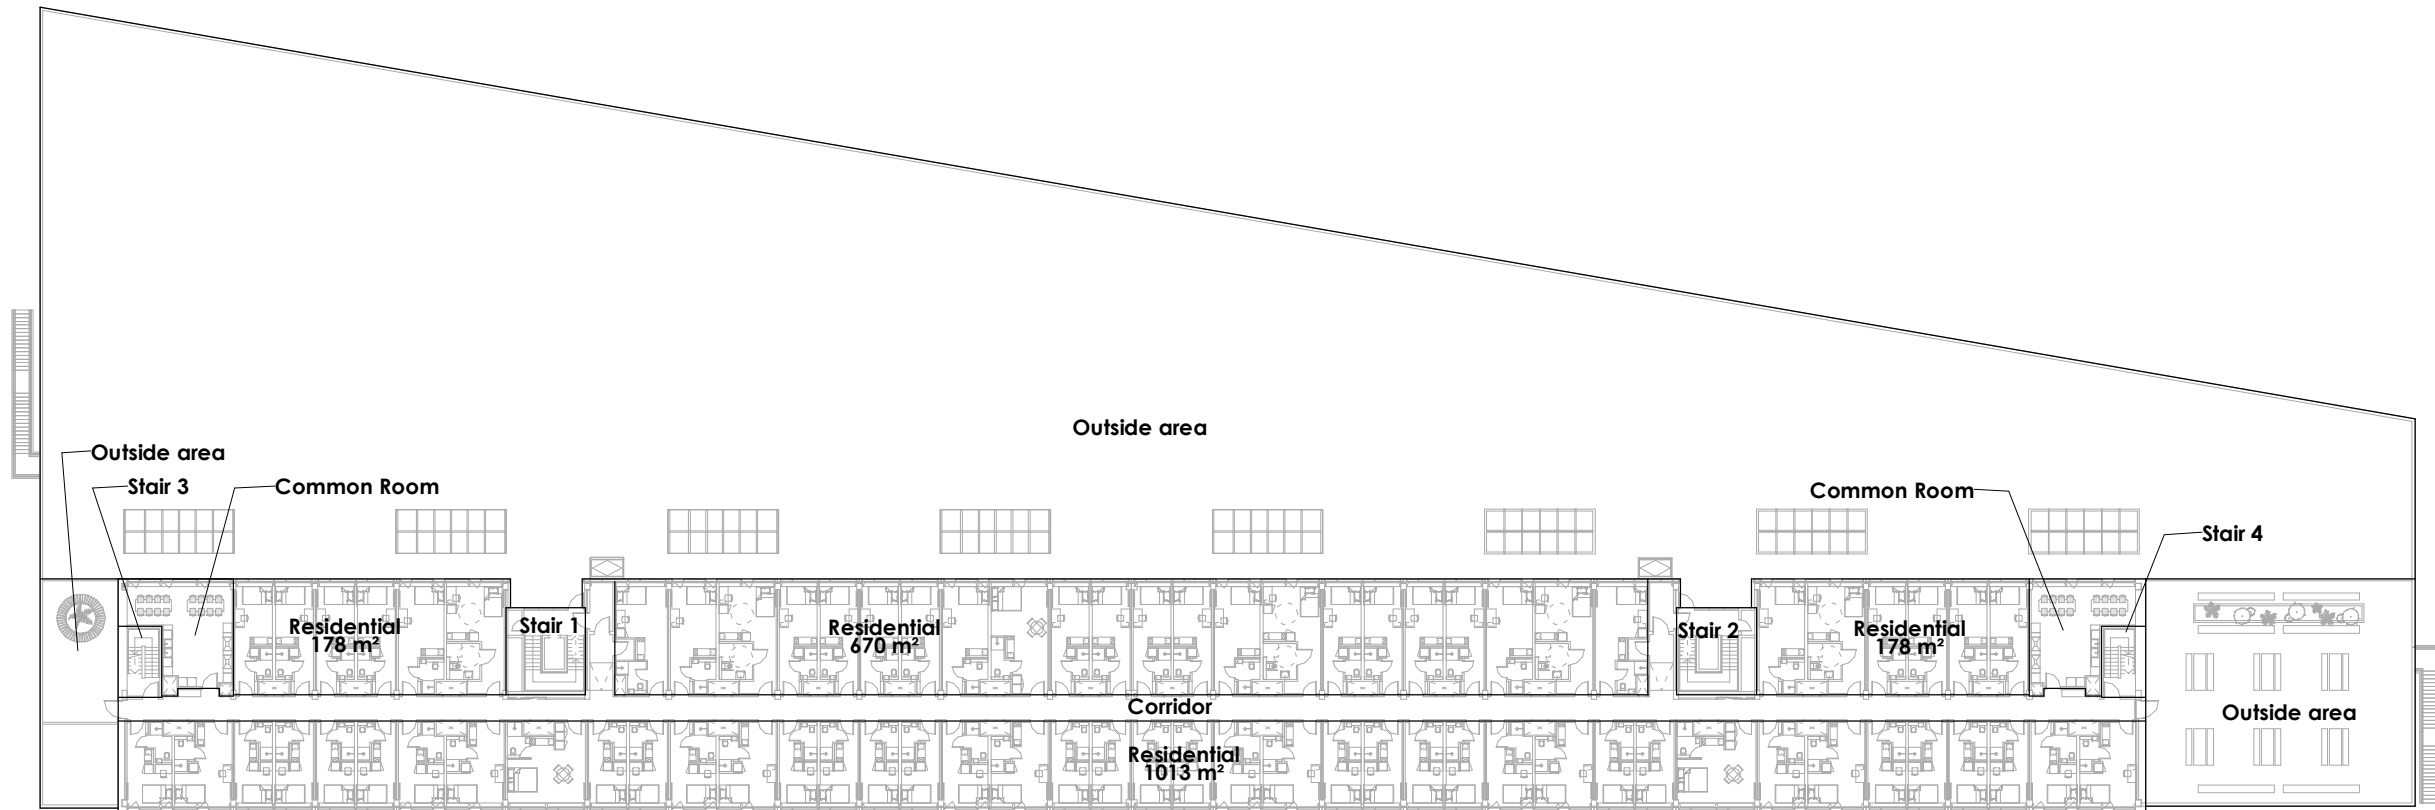 Outside area
Outside area
Stair 3
Common Room
Common Room
Stair 4
Residential
178 m²
Stair 1
Residential
670 m²
Stair 2
Residential
178 m²
Corridor
Outside area
Residential
1013 m²